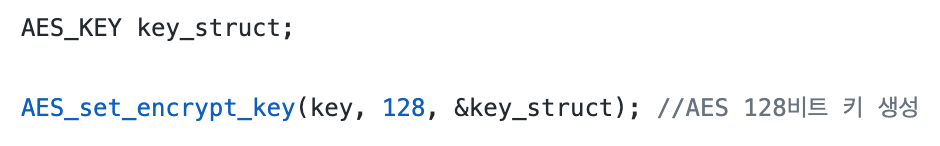 AES_KEY key_struct;
AES_set_encrypt_key(key, 128, &key_struct); //AES 128비트 키 생성